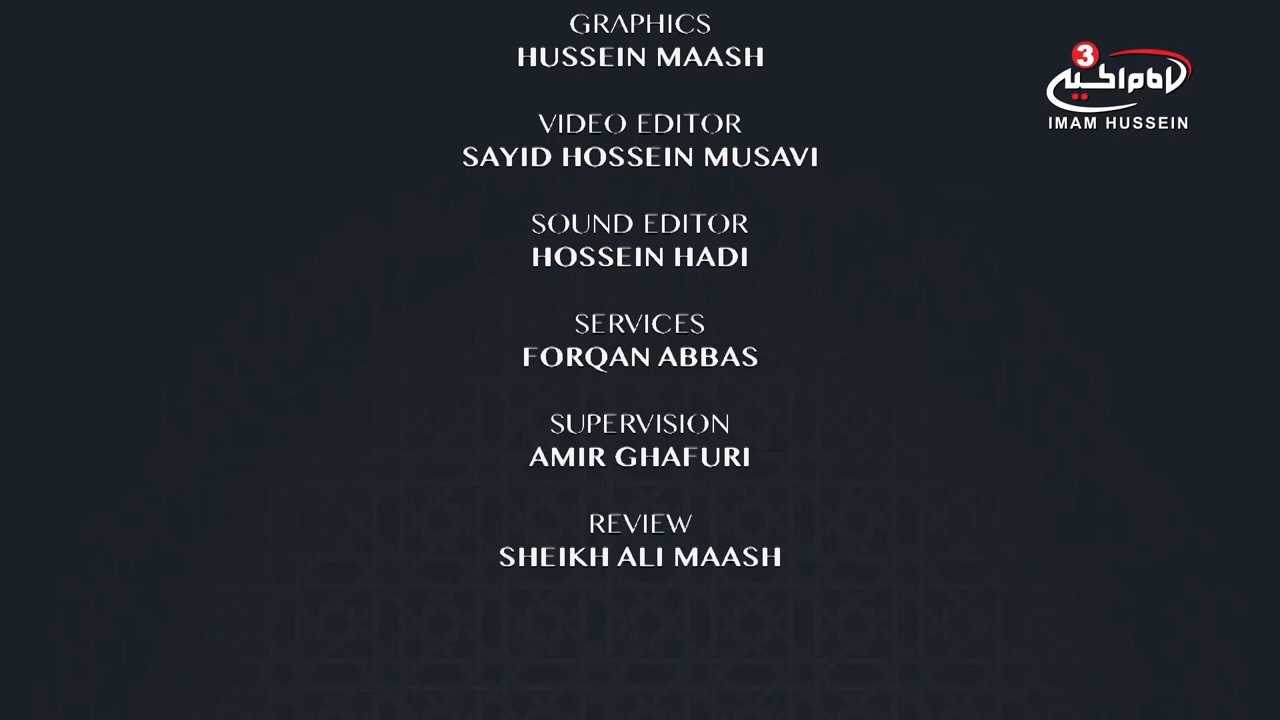 GRAPHICS
HUSSEIN MAASH
VIDEO EDITOR
SAYID HOSSEIN MUSAVI
SOUND EDITOR
HOSSEIN HADI
SERVICES
FORQAN ABBAS
SUPERVISION
AMIR GHAFURI
REVIEW
SHEIKH ALI MAASH
3
IMAM HUSSEIN